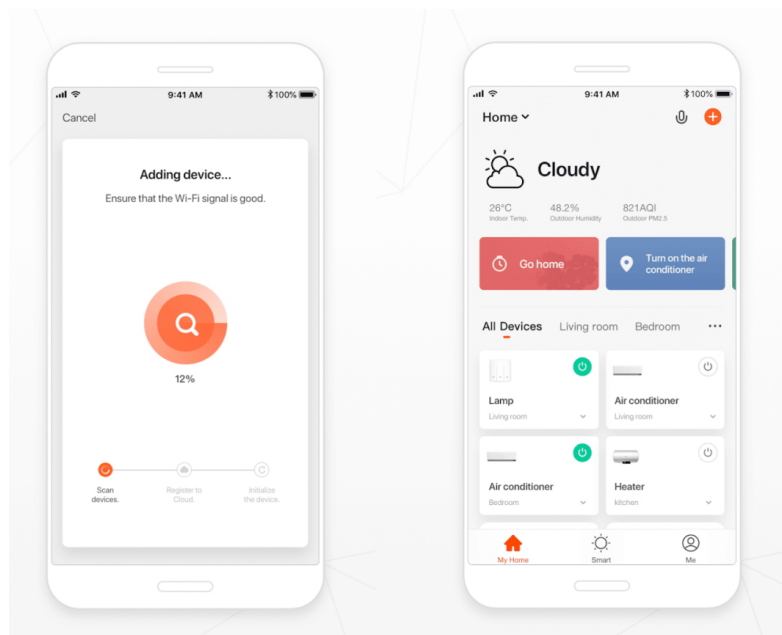 9:41 AM
100%
Cancel
Adding device...
Ensure that the Wi-Fi signal is good.
12%
Scan
devices.
Register to
Cloud.
Initialize
the device.
9:41 AM
100%
Home
Cloudy
26°C
48.2%
821AQI
Indoor Temp.
Outdoor Humidity
Outdoor PM2.5
Go home
Turn on the air
conditioner
All Devices
Living room
Bedroom
Lamp
Living room
Air conditioner
Living room
Air conditioner
Bedroom
Heater
kitchen
My Home
Smart
Me